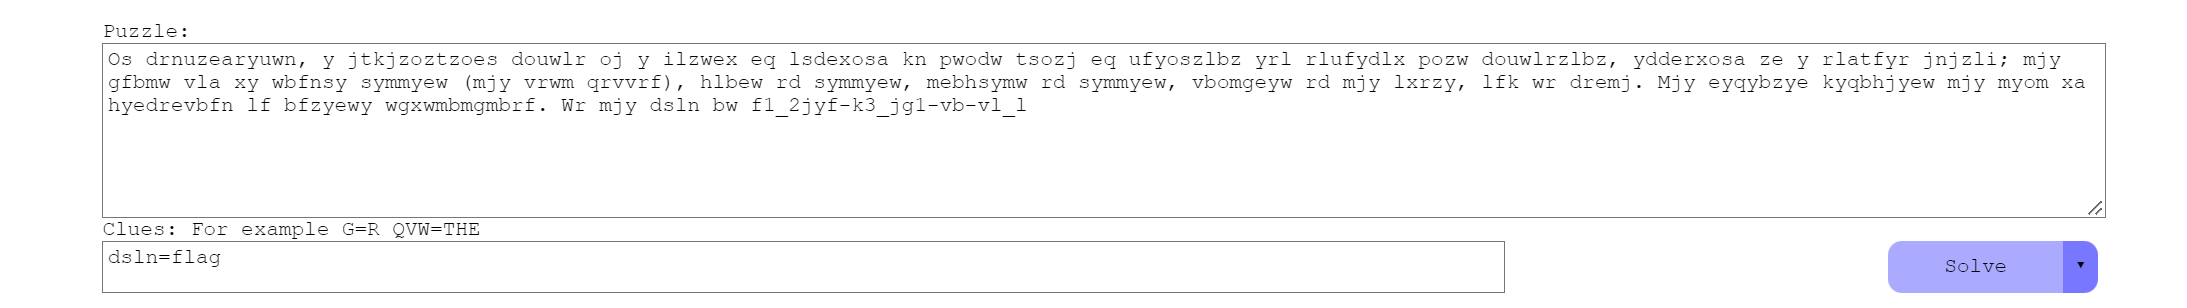 Puzzle:
Os drnuzearyuwn, y jtkjzoztzoes douwlr oj y ilzwex eq lsdexosa kn pwodw tsozj eq ufyoszlbz yrl rlufydlx pozw douwlrzlbz, ydderxosa ze y rlatfyr jnjzli; mjy
gfbmw vla xy wbfnsy symmyew (mjy vrwm qrvvrf), hlbew rd symmyew, mebhsymw rd symmyew, vbomgeyw rd mjy lxrzy, lfk wr dremj. Mjy eyqybzye kyqbhjyew mjy myom xa
hyedrevbfn lf bfzyewy wgxwmbmgmbrf. Wr mjy dsln bw f1_2jyf-k3_jg1-vb-vl_l
Clues: For example G=R QVW=THE
dsln=flag
Solve